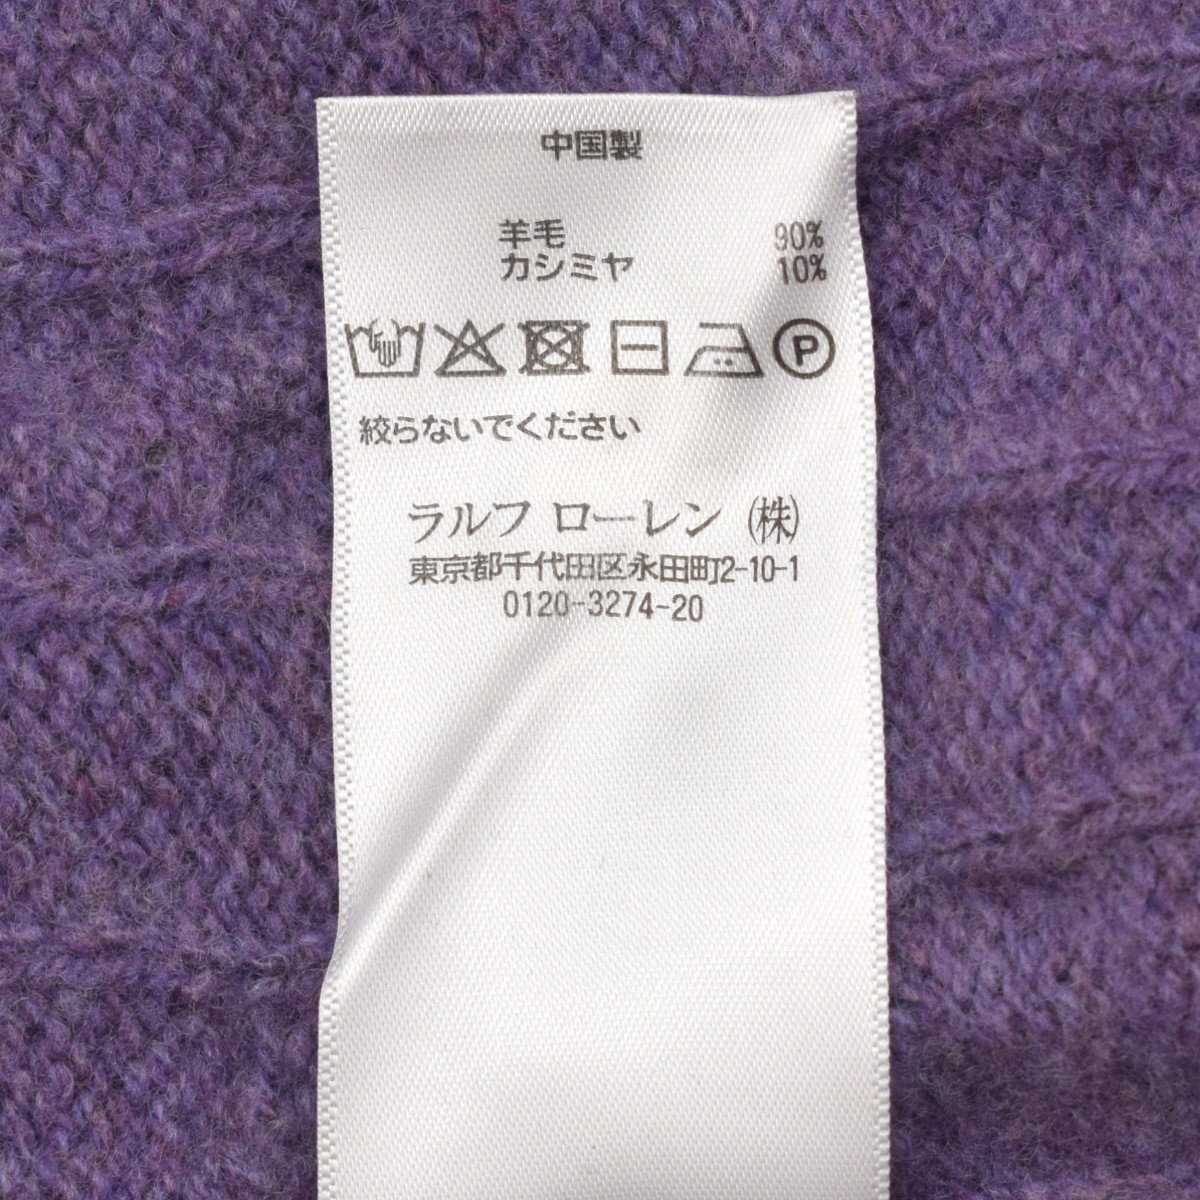 中国製
羊毛 90%
カシミヤ 10%
P
絞らないでください
ラルフ ローレン (株)
東京都千代田区永田町2-10-1
0120-3274-20